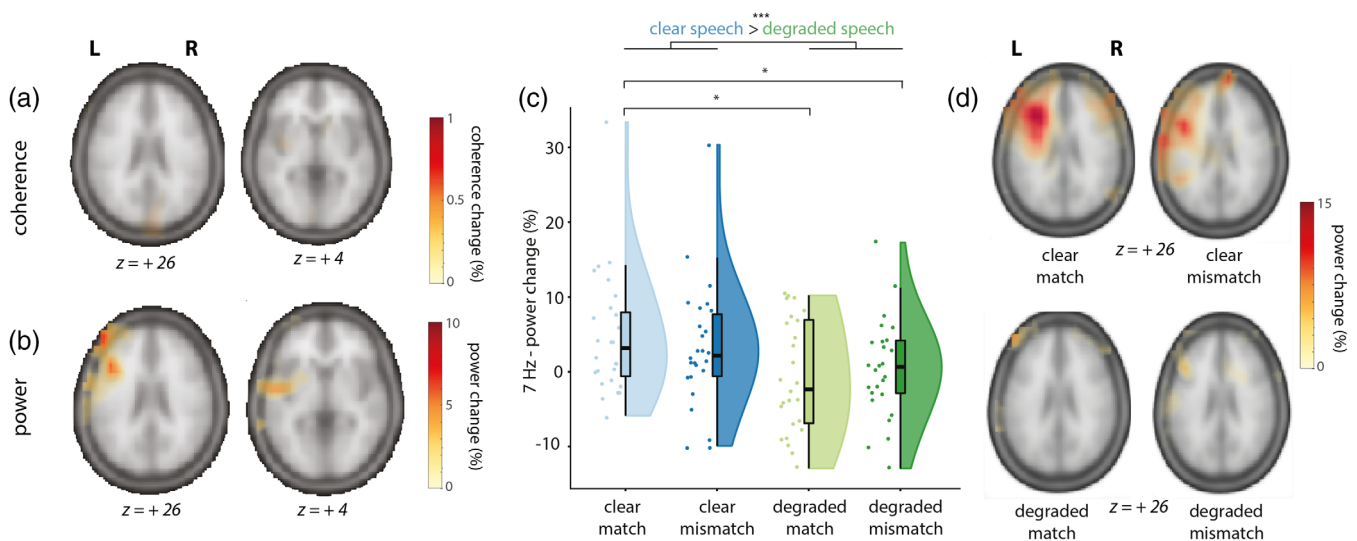 L R
(a)
coherence
z = + 26
z = + 4
1
0.5
0
coherence change (%)
(b)
power
z = + 26
z = + 4
10
5
0
power change (%)
(c)
***
clear speech > degraded speech
*
*
30
20
10
0
-10
7 Hz - power change (%)
clear
match
clear
mismatch
degraded
match
degraded
mismatch
(d)
L R
clear
match
z = + 26
clear
mismatch
15
0
power change (%)
degraded
match
z = + 26
degraded
mismatch